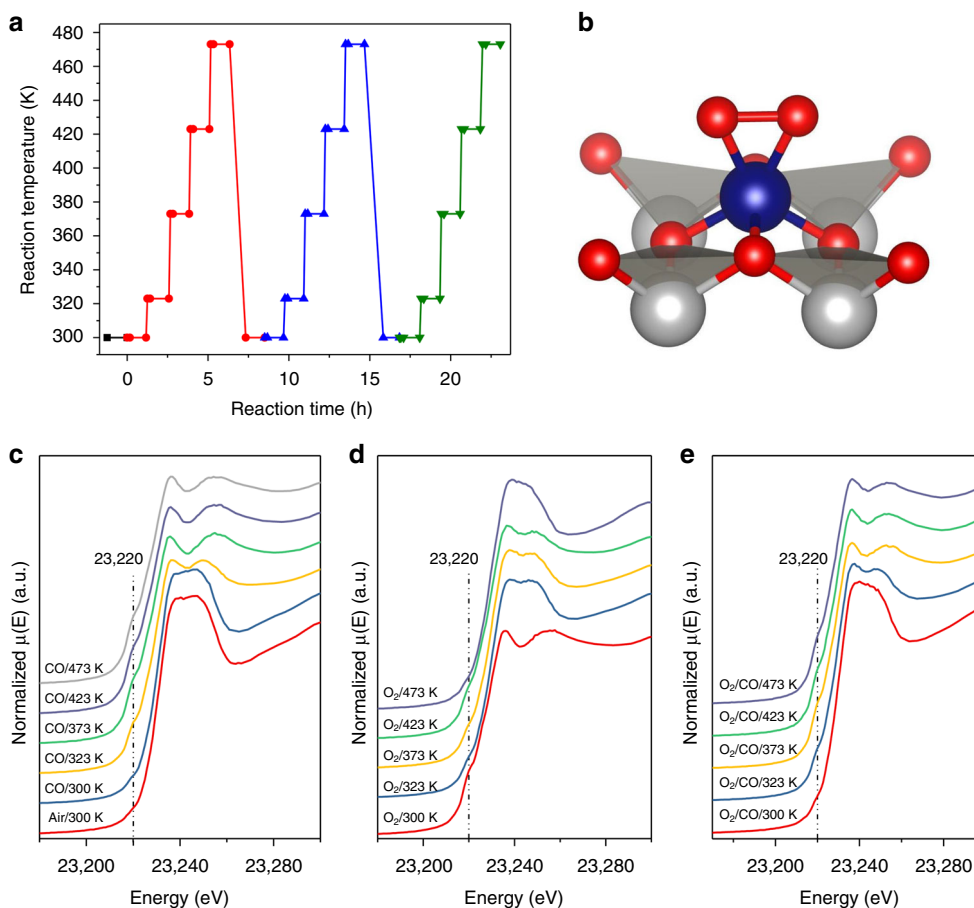 a
480
460
440
420
400
380
360
340
320
300
Reaction temperature (K)
0
5
10
15
20
Reaction time (h)
b
c
23,220
CO/473 K
CO/423 K
CO/373 K
CO/323 K
CO/300 K
Air/300 K
Normalized μ(E) (a.u.)
23,200
23,240
23,280
Energy (eV)
d
23,220
O₂/473 K
O₂/423 K
O₂/373 K
O₂/323 K
O₂/300 K
Normalized μ(E) (a.u.)
23,200
23,240
23,280
Energy (eV)
e
23,220
O₂/CO/473 K
O₂/CO/423 K
O₂/CO/373 K
O₂/CO/323 K
O₂/CO/300 K
Normalized μ(E) (a.u.)
23,200
23,240
23,280
Energy (eV)